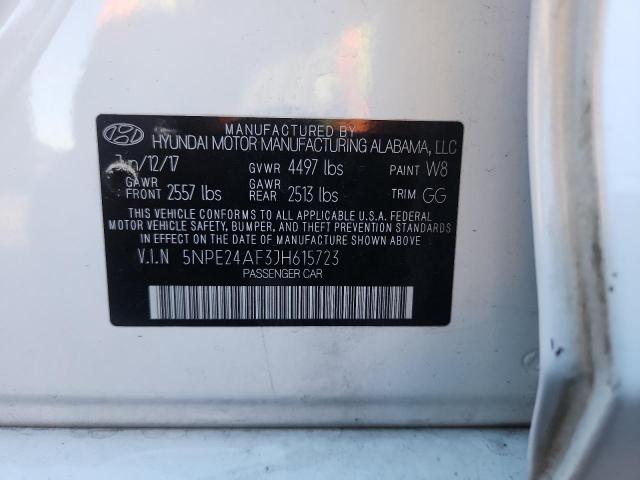 MANUFACTURED BY
HYUNDAI MOTOR MANUFACTURING ALABAMA, LLC
Jun/12/17 GVWR 4497 lbs PAINT W8
GAWR FRONT 2557 lbs GAWR REAR 2513 lbs TRIM GG
THIS VEHICLE CONFORMS TO ALL APPLICABLE U.S.A. FEDERAL
MOTOR VEHICLE SAFETY, BUMPER, AND THEFT PREVENTION STANDARDS
IN EFFECT ON THE DATE OF MANUFACTURE SHOWN ABOVE.
V.I.N 5NPE24AF3JH615723
PASSENGER CAR